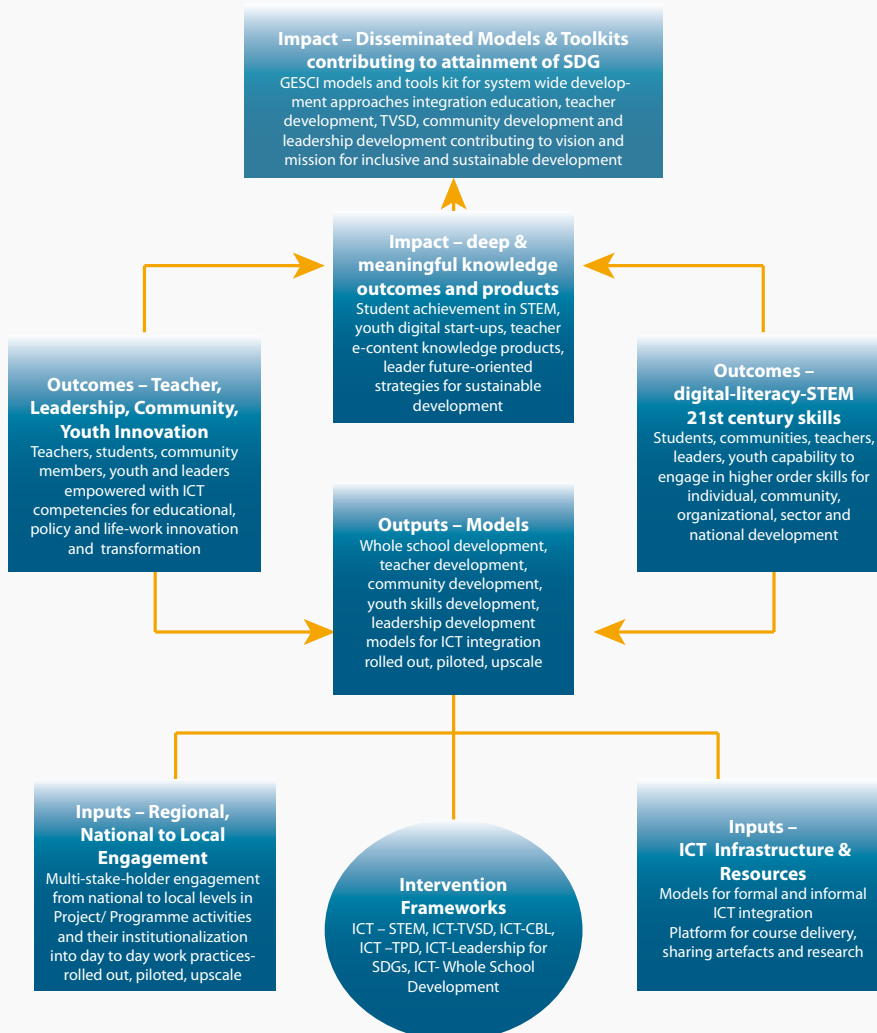 Impact – Disseminated Models & Toolkits
contributing to attainment of SDG
GESCI models and tools kit for system wide develop-
ment approaches integration education, teacher
development, TVSD, community development and
leadership development contributing to vision and
mission for inclusive and sustainable development
Impact – deep &
meaningful knowledge
outcomes and products
Student achievement in STEM,
youth digital start-ups, teacher
e-content knowledge products,
leader future-oriented
strategies for sustainable
development
Outcomes – Teacher,
Leadership, Community,
Youth Innovation
Teachers, students, community
members, youth and leaders
empowered with ICT
competencies for educational,
policy and life-work innovation
and transformation
Outcomes –
digital-literacy-STEM
21st century skills
Students, communities, teachers,
leaders, youth capability to
engage in higher order skills for
individual, community,
organizational, sector and
national development
Outputs – Models
Whole school development,
teacher development,
community development,
youth skills development,
leadership development
models for ICT integration
rolled out, piloted, upscale
Inputs – Regional,
National to Local
Engagement
Multi-stake-holder engagement
from national to local levels in
Project/ Programme activities
and their institutionalization
into day to day work practices-
rolled out, piloted, upscale
Intervention
Frameworks
ICT – STEM, ICT-TVSD, ICT-CBL,
ICT –TPD, ICT-Leadership for
SDGs, ICT- Whole School
Development
Inputs –
ICT Infrastructure &
Resources
Models for formal and informal
ICT integration
Platform for course delivery,
sharing artefacts and research